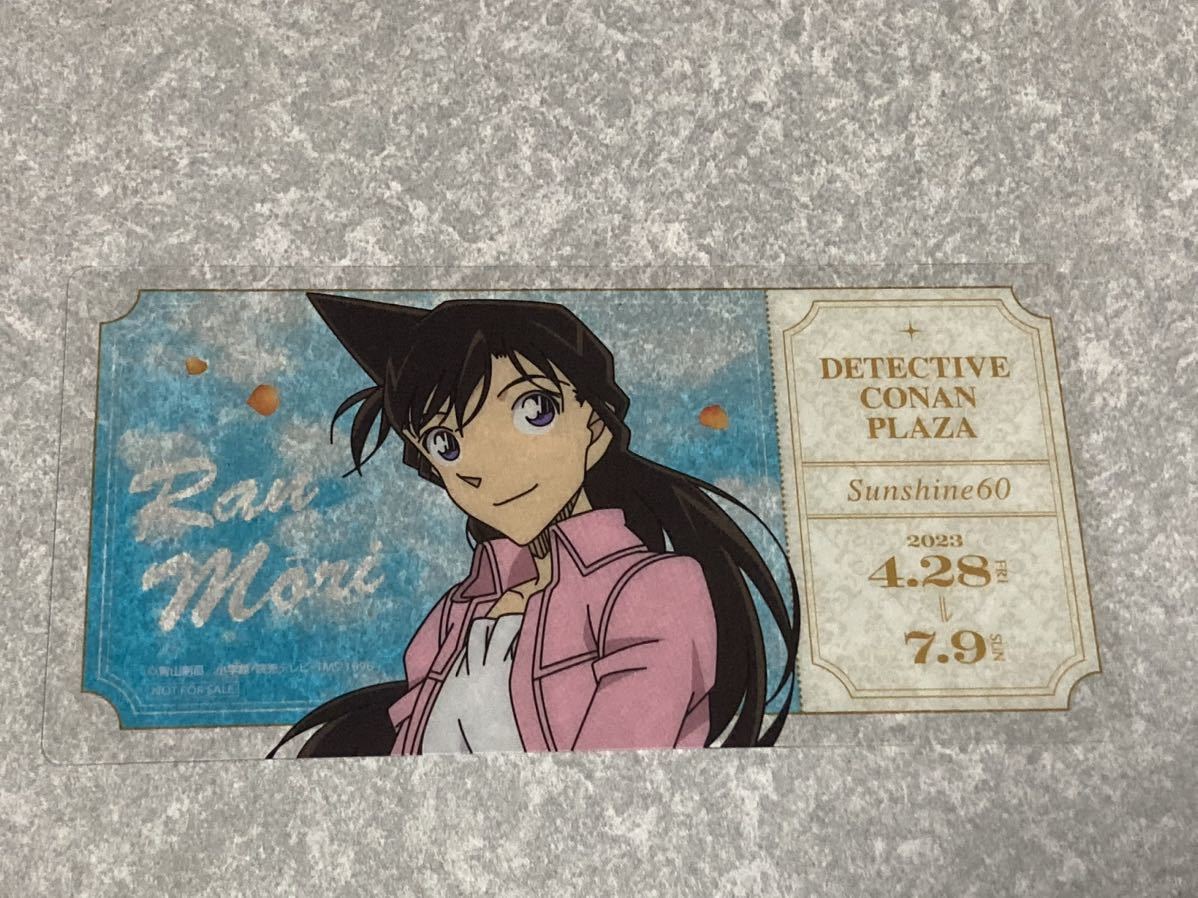 Ran
Mori
©青山剛昌/小学館・読売テレビ・TMS 1996
NOT FOR SALE
DETECTIVE
CONAN
PLAZA
Sunshine60
2023
4.28 FRI
7.9 SUN